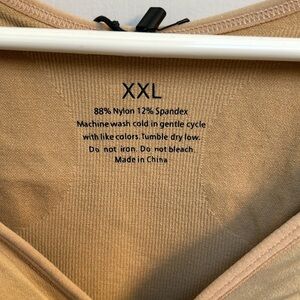 XXL
88% Nylon 12% Spandex
Machine wash cold in gentle cycle
with like colors. Tumble dry low.
Do not iron. Do not bleach.
Made in China